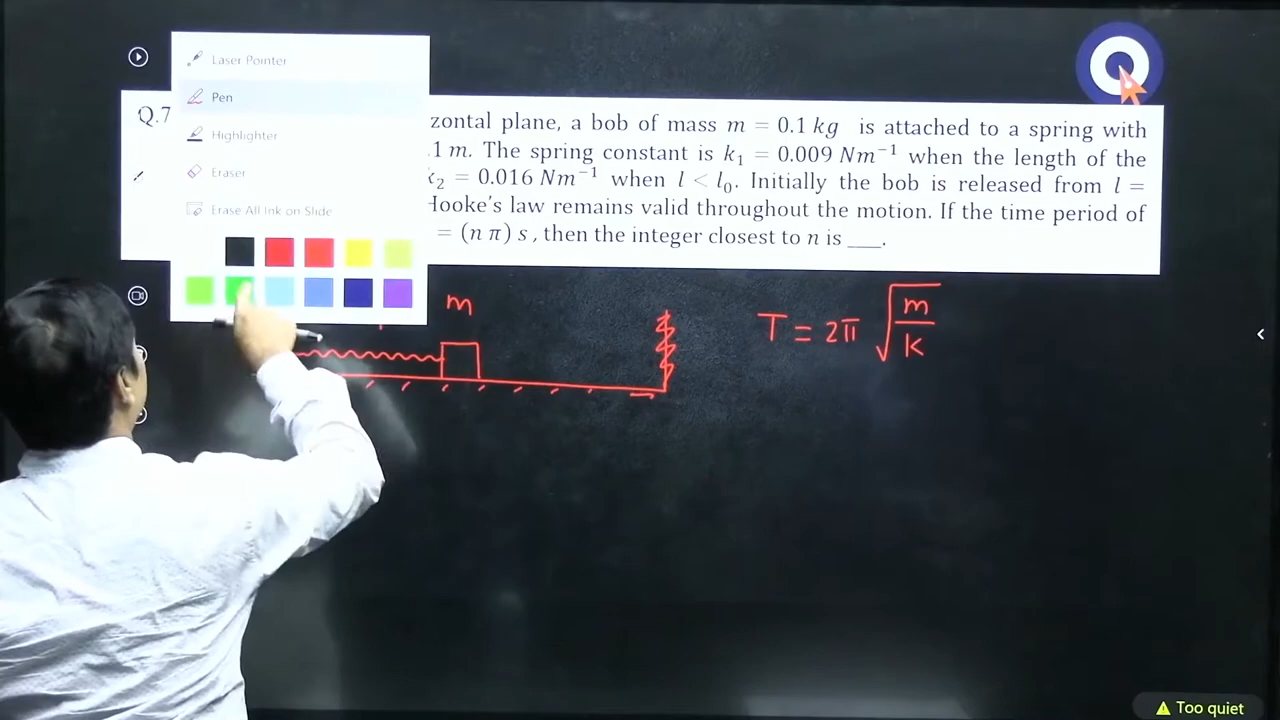 Laser Pointer
Pen
Highlighter
Eraser
Erase All Ink on Slide
Q.7
zontal plane, a bob of mass m = 0.1 kg is attached to a spring with
.1 m. The spring constant is k₁ = 0.009 Nm⁻¹ when the length of the
k₂ = 0.016 Nm⁻¹ when l < l₀. Initially the bob is released from l =
Hooke's law remains valid throughout the motion. If the time period of
= (n π) s, then the integer closest to n is ___.
m
T = 2π √(m/K)
Too quiet